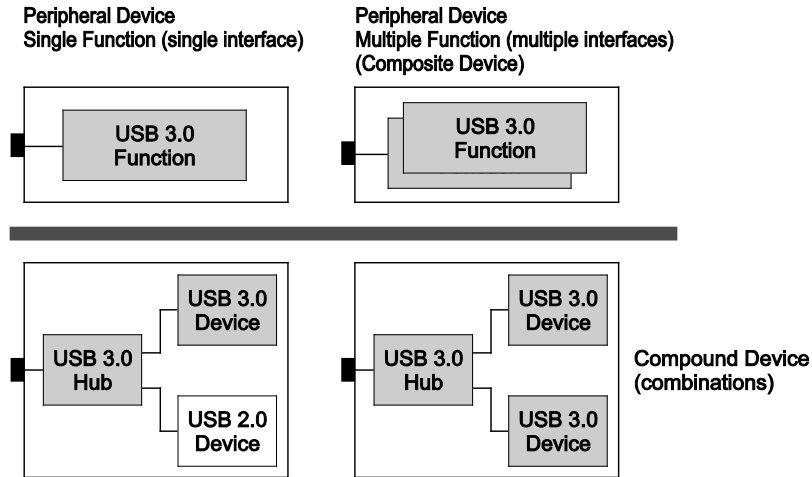 Peripheral Device
Single Function (single interface)
Peripheral Device
Multiple Function (multiple interfaces)
(Composite Device)
USB 3.0
Function
USB 3.0
Function
USB 3.0
Hub
USB 3.0
Device
USB 2.0
Device
USB 3.0
Hub
USB 3.0
Device
USB 3.0
Device
Compound Device
(combinations)